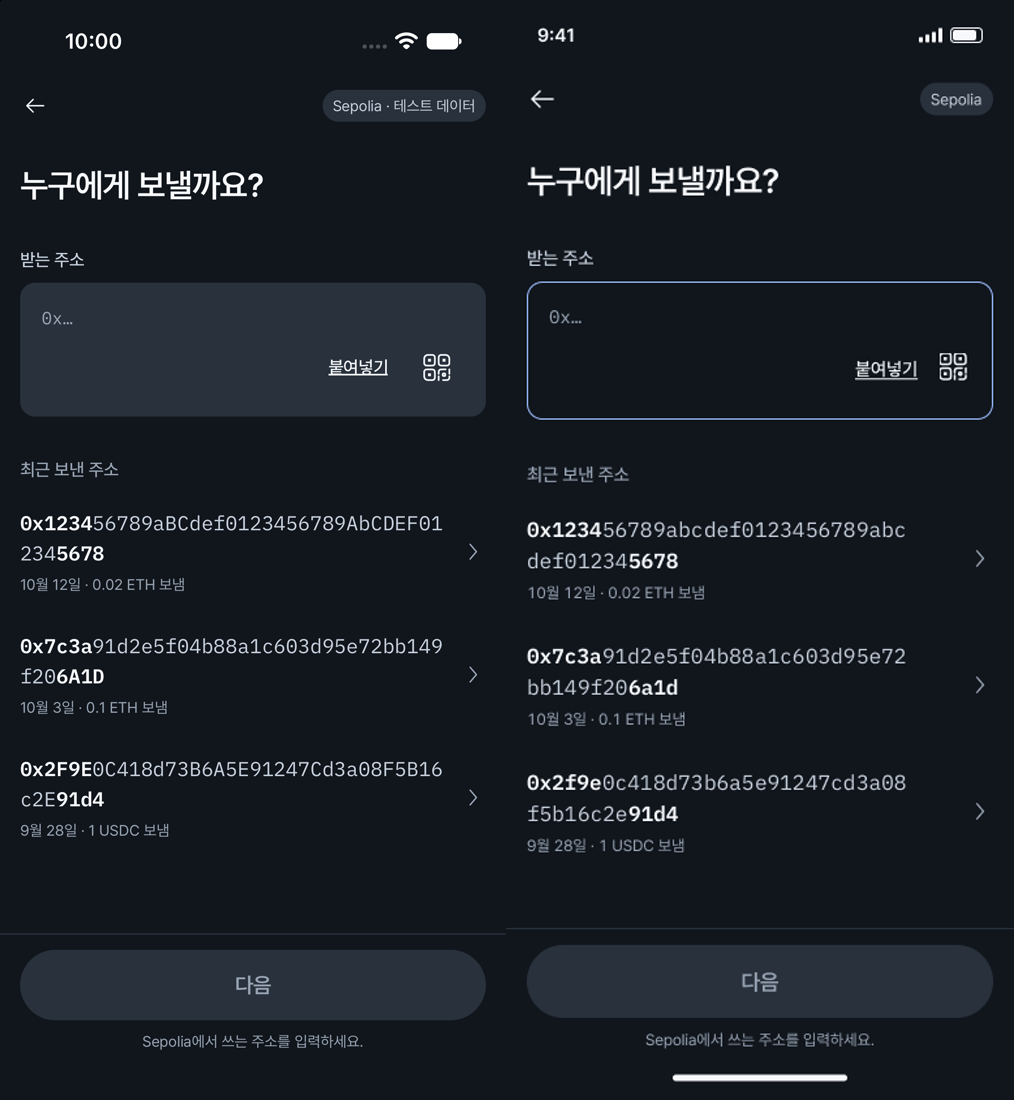 10:00
Sepolia · 테스트 데이터
누구에게 보낼까요?
받는 주소
0x…
붙여넣기
최근 보낸 주소
0x123456789aBCdef0123456789AbCDEF01
23445678
10월 12일 · 0.02 ETH 보냄
0x7c3a91d2e5f04b88a1c603d95e72bb149
f206A1D
10월 3일 · 0.1 ETH 보냄
0x2F9E0C418d73B6A5E91247Cd3a08F5B16
c2E91d4
9월 28일 · 1 USDC 보냄
다음
Sepolia에서 쓰는 주소를 입력하세요.
9:41
Sepolia
누구에게 보낼까요?
받는 주소
0x…
붙여넣기
최근 보낸 주소
0x123456789abcdef0123456789abc
def012345678
10월 12일 · 0.02 ETH 보냄
0x7c3a91d2e5f04b88a1c603d95e72
bb149f206a1d
10월 3일 · 0.1 ETH 보냄
0x2f9e0c418d73b6a5e91247cd3a08
f5b16c2e91d4
9월 28일 · 1 USDC 보냄
다음
Sepolia에서 쓰는 주소를 입력하세요.